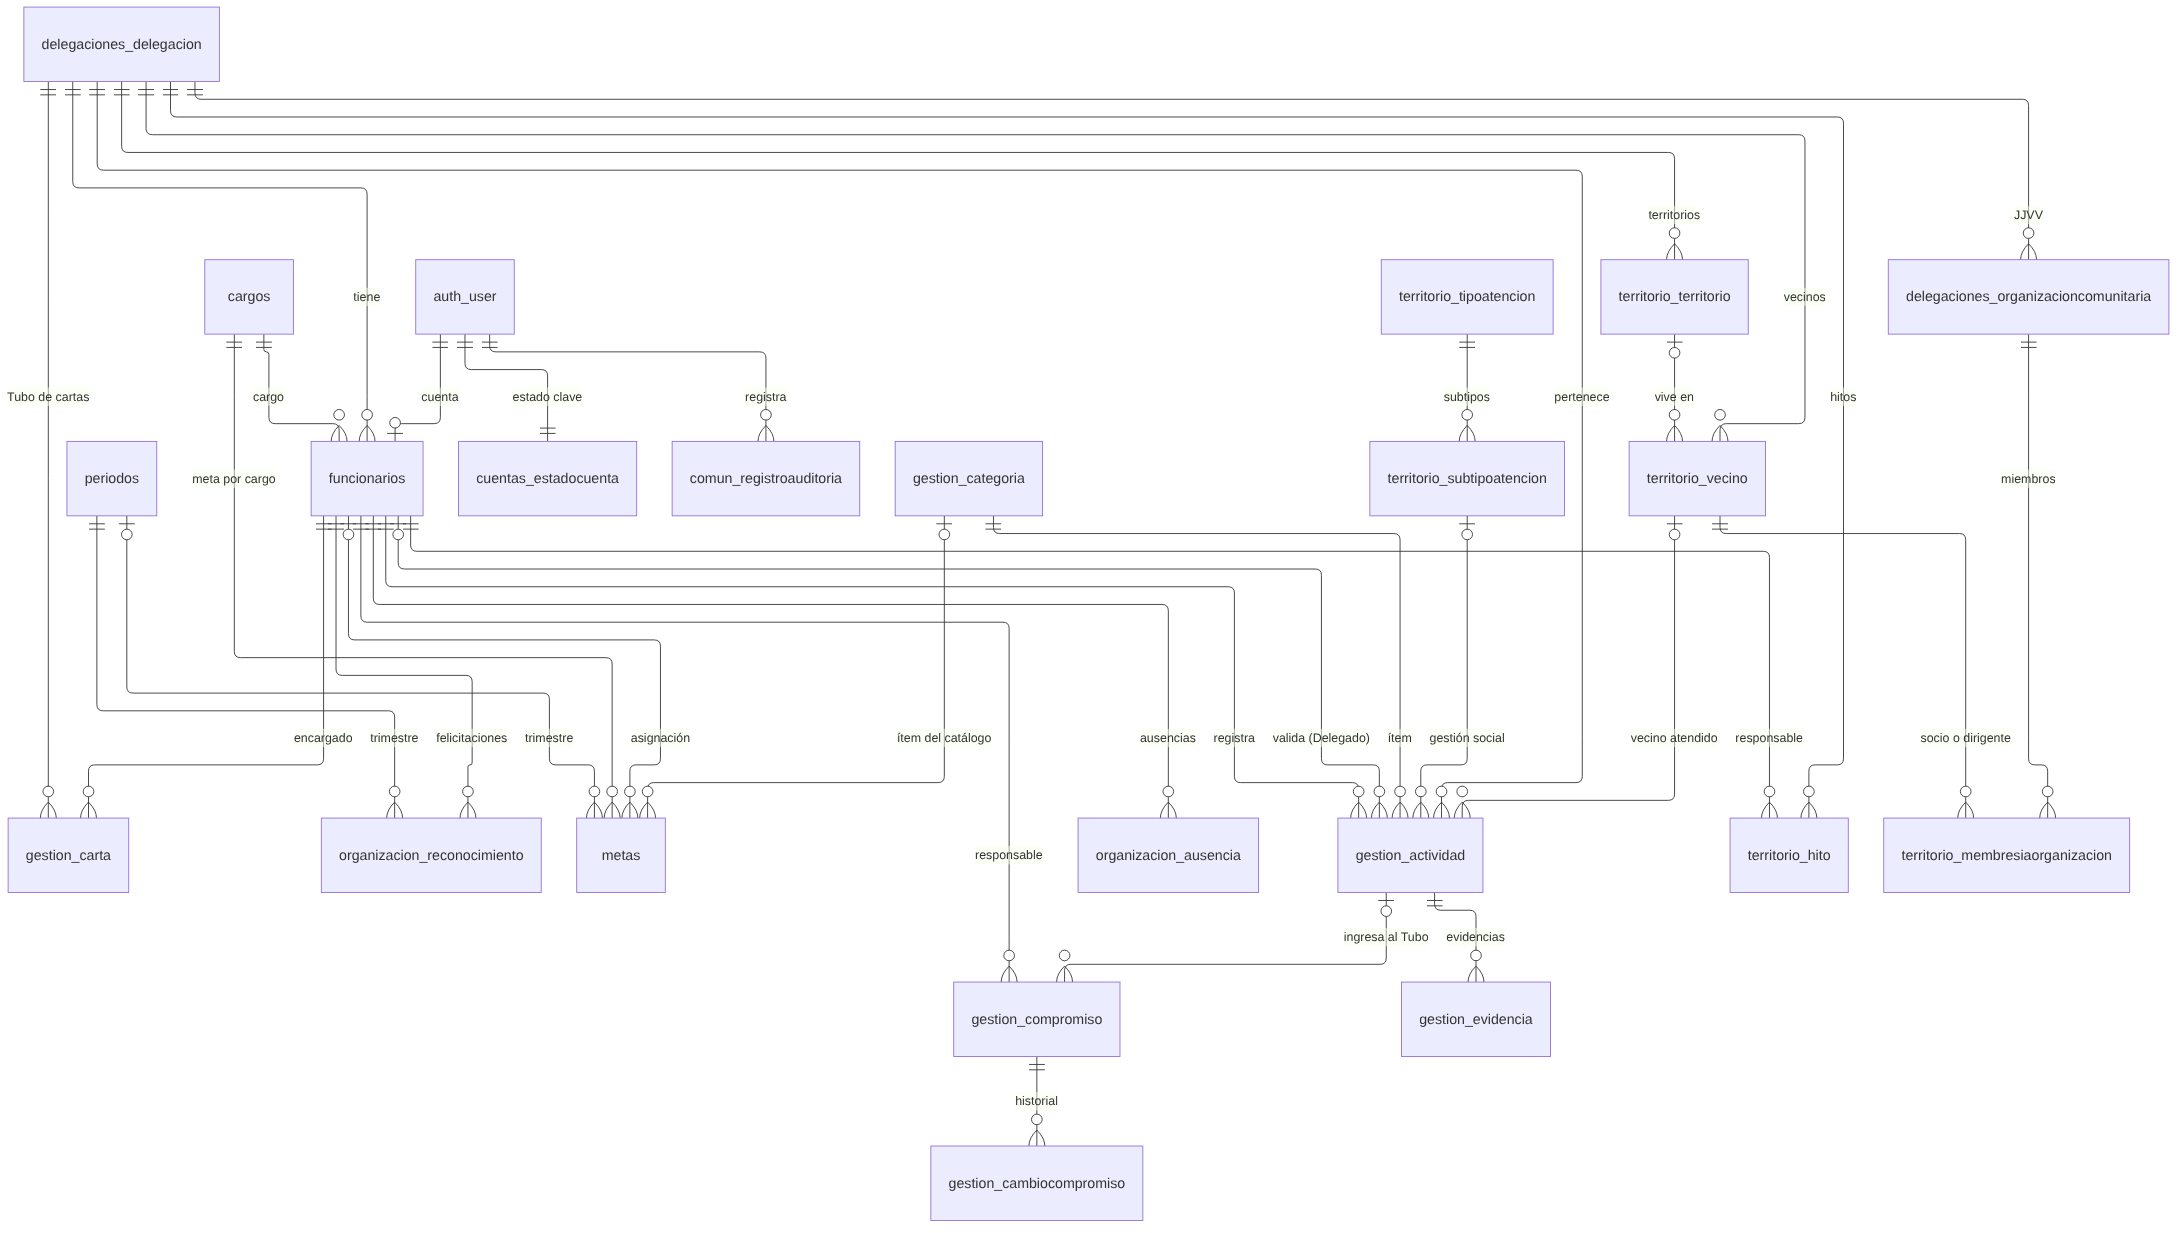 delegaciones_delegacion
territorios
JJVV
cargos
tiene
auth_user
territorio_tipoatencion
territorio_territorio
vecinos
delegaciones_organizacioncomunitaria
Tubo de cartas
cargo
cuenta
estado clave
registra
subtipos
pertenece
vive en
hitos
periodos
meta por cargo
funcionarios
cuentas_estadocuenta
comun_registroauditoria
gestion_categoria
territorio_subtipoatencion
territorio_vecino
miembros
encargado
trimestre
felicitaciones
trimestre
asignación
ítem del catálogo
ausencias
registra
valida (Delegado)
ítem
gestión social
vecino atendido
responsable
socio o dirigente
gestion_carta
organizacion_reconocimiento
metas
responsable
organizacion_ausencia
gestion_actividad
territorio_hito
territorio_membresiaorganizacion
ingresa al Tubo
evidencias
gestion_compromiso
gestion_evidencia
historial
gestion_cambiocompromiso